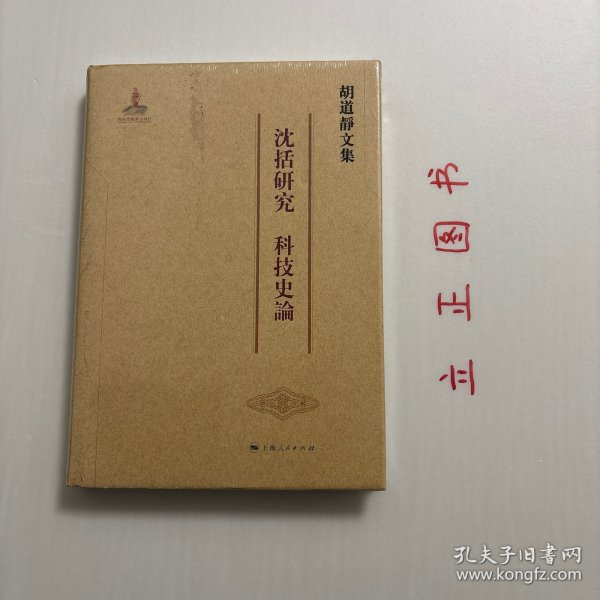 胡道靜文集
沈括研究 科技史論
上海人民出版社
立正图书
孔夫子旧书网
www.kongfz.com